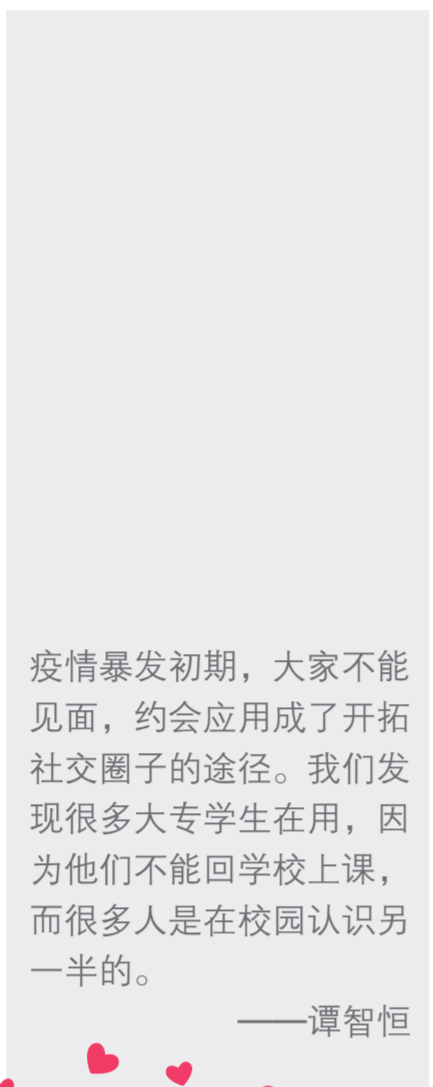 疫情暴发初期，大家不能
见面，约会应用成了开拓
社交圈子的途径。我们发
现很多大专学生在用，因
为他们不能回学校上课，
而很多人是在校园认识另
一半的。
——谭智恒